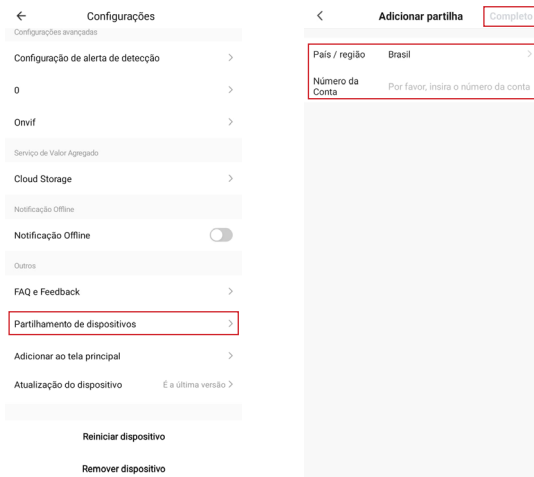 Configurações
Configurações avançadas
Configuração de alerta de detecção
0
Onvif
Serviço de Valor Agregado
Cloud Storage
Notificação Offline
Notificação Offline
Outros
FAQ e Feedback
Partilhamento de dispositivos
Adicionar ao tela principal
Atualização do dispositivo É a última versão
Reiniciar dispositivo
Remover dispositivo
Adicionar partilha Completo
País / região Brasil
Número da
Conta Por favor, insira o número da conta